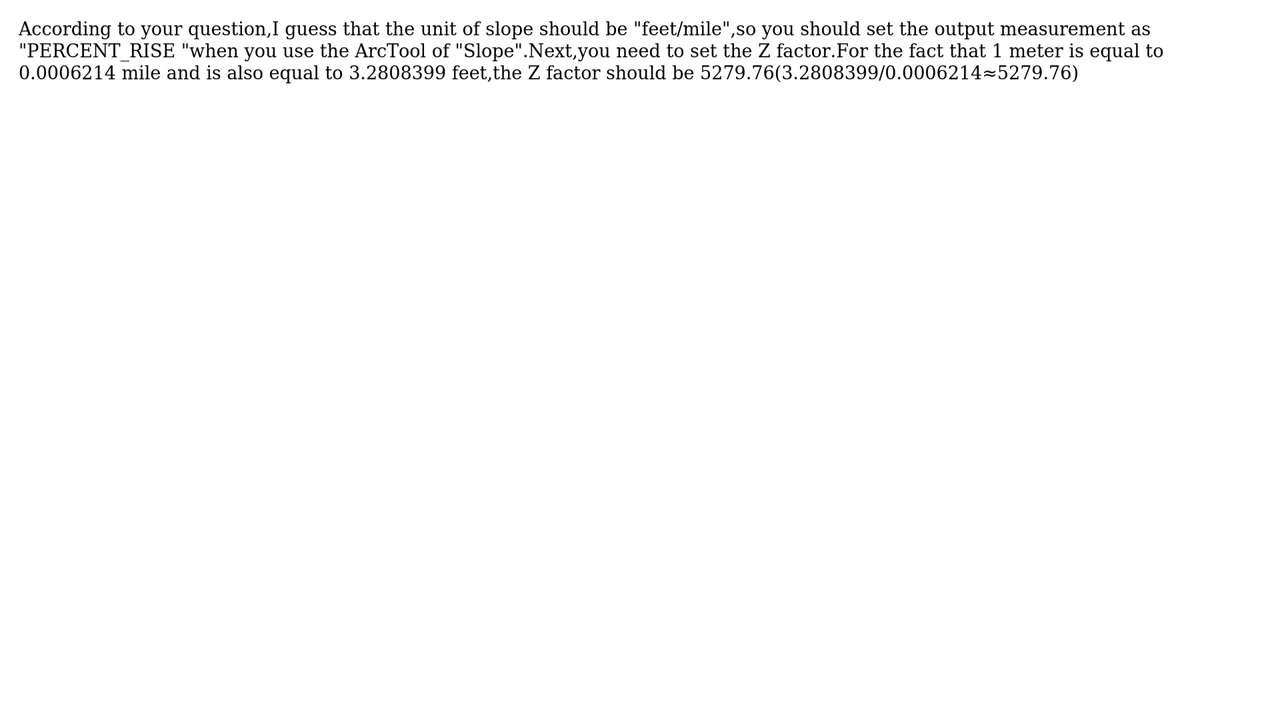 According to your question,I guess that the unit of slope should be "feet/mile",so you should set the output measurement as
"PERCENT_RISE "when you use the ArcTool of "Slope".Next,you need to set the Z factor.For the fact that 1 meter is equal to
0.0006214 mile and is also equal to 3.2808399 feet,the Z factor should be 5279.76(3.2808399/0.0006214≈5279.76)